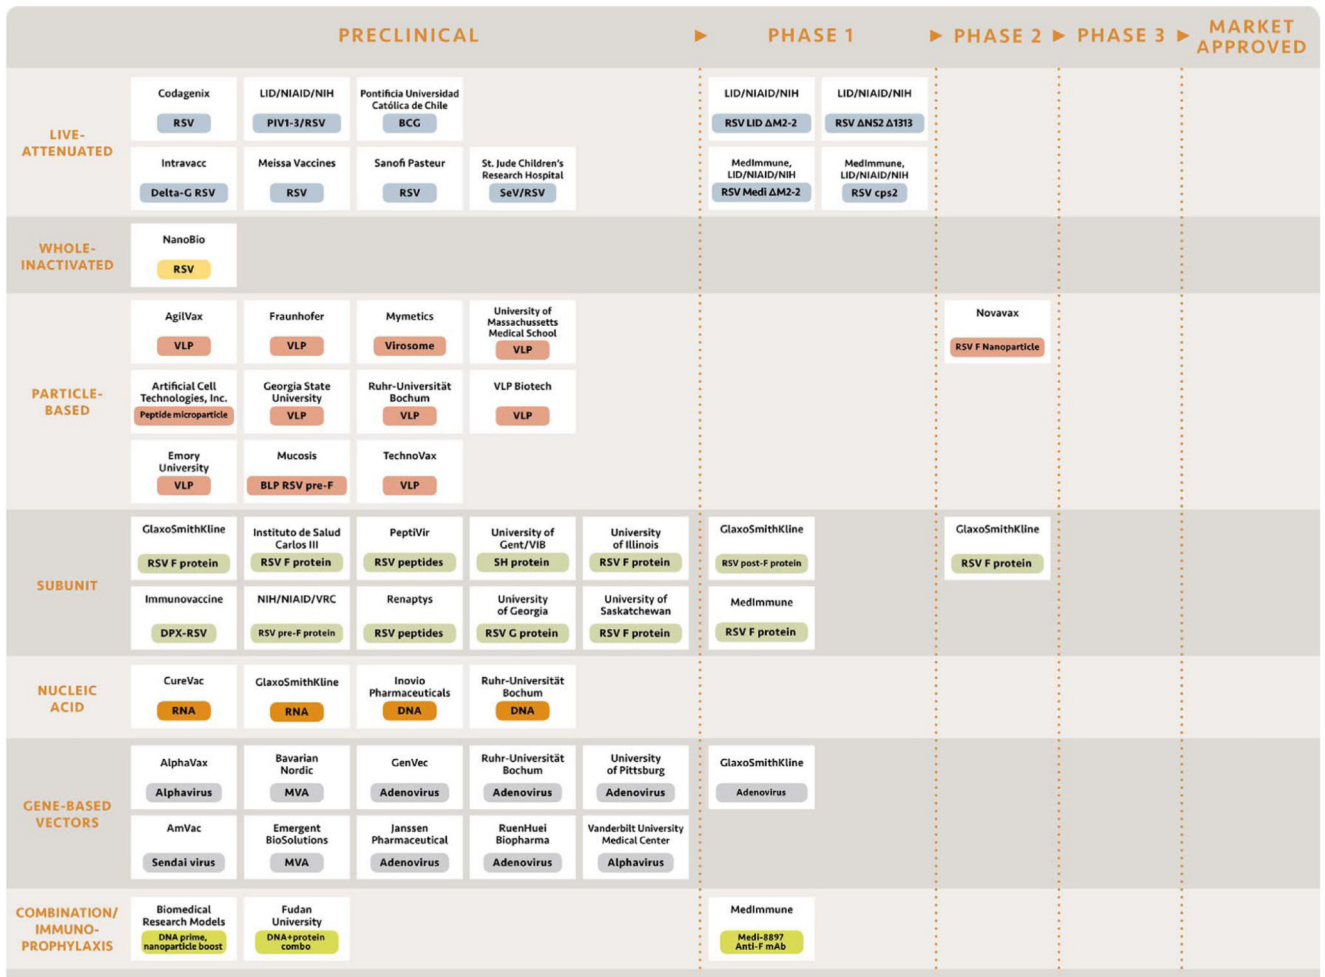 PRECLINICAL
PHASE 1
PHASE 2
PHASE 3
MARKET
APPROVED
LIVE-
ATTENUATED
Codagenix
RSV
LID/NIAID/NIH
PIV1-3/RSV
Pontificia Universidad
Católica de Chile
BCG
LID/NIAID/NIH
RSV LID ΔM2-2
LID/NIAID/NIH
RSV ΔNS2 Δ1313
Intravacc
Delta-G RSV
Meissa Vaccines
RSV
Sanofi Pasteur
RSV
St. Jude Children's
Research Hospital
SeV/RSV
MedImmune,
LID/NIAID/NIH
RSV Medi ΔM2-2
MedImmune,
LID/NIAID/NIH
RSV cps2
WHOLE-
INACTIVATED
NanoBio
RSV
PARTICLE-
BASED
AgilVax
VLP
Fraunhofer
VLP
Mymetics
Virosome
University of
Massachussetts
Medical School
VLP
Novavax
RSV F Nanoparticle
Artificial Cell
Technologies, Inc.
Peptide microparticle
Georgia State
University
VLP
Ruhr-Universität
Bochum
VLP
VLP Biotech
VLP
Emory
University
VLP
Mucosis
BLP RSV pre-F
TechnoVax
VLP
SUBUNIT
GlaxoSmithKline
RSV F protein
Instituto de Salud
Carlos III
RSV F protein
PeptiVir
RSV peptides
University of
Gent/VIB
SH protein
University
of Illinois
RSV F protein
GlaxoSmithKline
RSV post-F protein
GlaxoSmithKline
RSV F protein
Immunovaccine
DPX-RSV
NIH/NIAID/VRC
RSV pre-F protein
Renaptys
RSV peptides
University
of Georgia
RSV G protein
University of
Saskatchewan
RSV F protein
MedImmune
RSV F protein
NUCLEIC
ACID
CureVac
RNA
GlaxoSmithKline
RNA
Inovio
Pharmaceuticals
DNA
Ruhr-Universität
Bochum
DNA
GENE-BASED
VECTORS
AlphaVax
Alphavirus
Bavarian
Nordic
MVA
GenVec
Adenovirus
Ruhr-Universität
Bochum
Adenovirus
University
of Pittsburg
Adenovirus
GlaxoSmithKline
Adenovirus
AmVac
Sendai virus
Emergent
BioSolutions
MVA
Janssen
Pharmaceutical
Adenovirus
RuenHuei
Biopharma
Adenovirus
Vanderbilt University
Medical Center
Alphavirus
COMBINATION/
IMMUNO-
PROPHYLAXIS
Biomedical
Research Models
DNA prime,
nanoparticle boost
Fudan
University
DNA+protein
combo
MedImmune
Medi-8897
Anti-F mAb